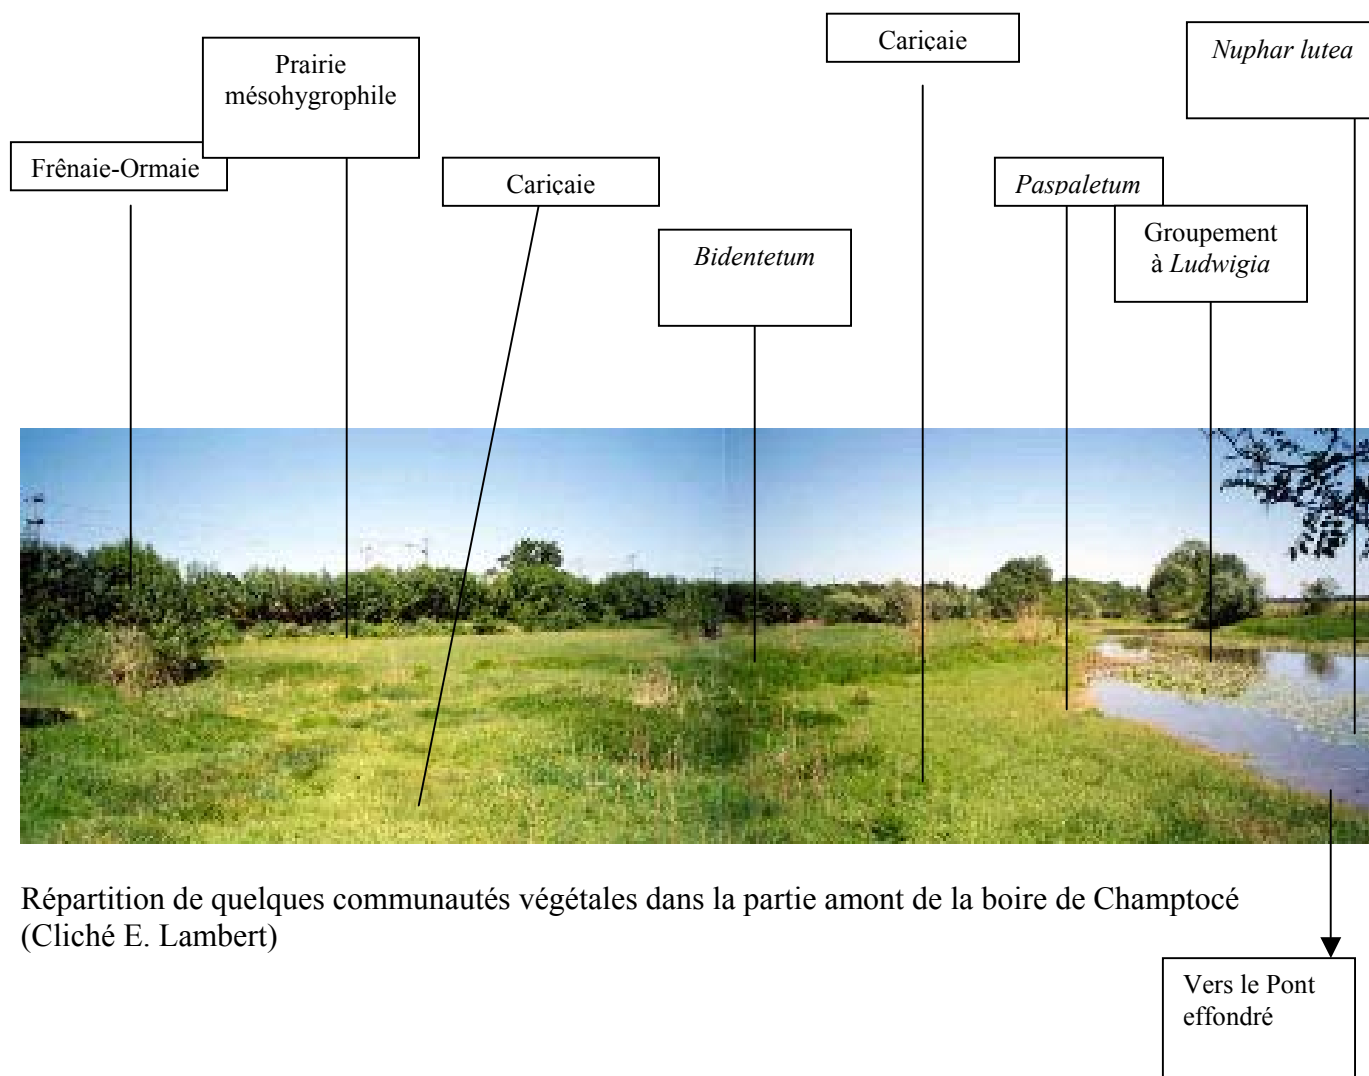 Cariçaie
Nuphar lutea
Prairie
mésohygrophile
Frênaie-Ormaie
Cariçaie
Paspaletum
Groupement
à Ludwigia
Bidentetum
Répartition de quelques communautés végétales dans la partie amont de la boire de Champtocé
(Cliché E. Lambert)
Vers le Pont
effondré